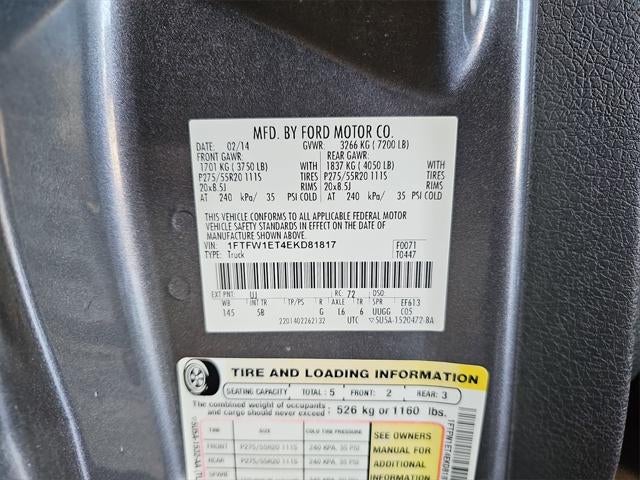 MFD. BY FORD MOTOR CO.
DATE: 02/14 GVWR: 3266 KG ( 7200 LB)
FRONT GAWR: REAR GAWR:
1701 KG ( 3750 LB) WITH 1837 KG ( 4050 LB) WITH
P275/55R20 111S TIRES P275/55R20 111S TIRES
20x8.5J RIMS 20x8.5J RIMS
AT 240 kPa/ 35 PSI COLD AT 240 kPa/ 35 PSI COLD
THIS VEHICLE CONFORMS TO ALL APPLICABLE FEDERAL MOTOR
VEHICLE SAFETY STANDARDS IN EFFECT ON THE DATE OF
MANUFACTURE SHOWN ABOVE.
VIN: 1FTFW1ET4EKD81817 F0071
TYPE: Truck T0447
EXT PNT: UJ RC: 72 DSO:
WB INT TR TP/PS R AXLE TR SPR EF613
145 5B G L6 6 UUGG C05
2201402262132 UTC 5U5A-1520472-BA
TIRE AND LOADING INFORMATION
SEATING CAPACITY TOTAL: 5 FRONT: 2 REAR: 3
The combined weight of occupants
and cargo should never exceed: 526 kg or 1160 lbs.
TIRE SIZE COLD TIRE PRESSURE SEE OWNERS
FRONT P275/55R20 111S 240 KPA, 35 PSI MANUAL FOR
REAR P275/55R20 111S 240 KPA, 35 PSI ADDITIONAL
SPARE INFORMATION